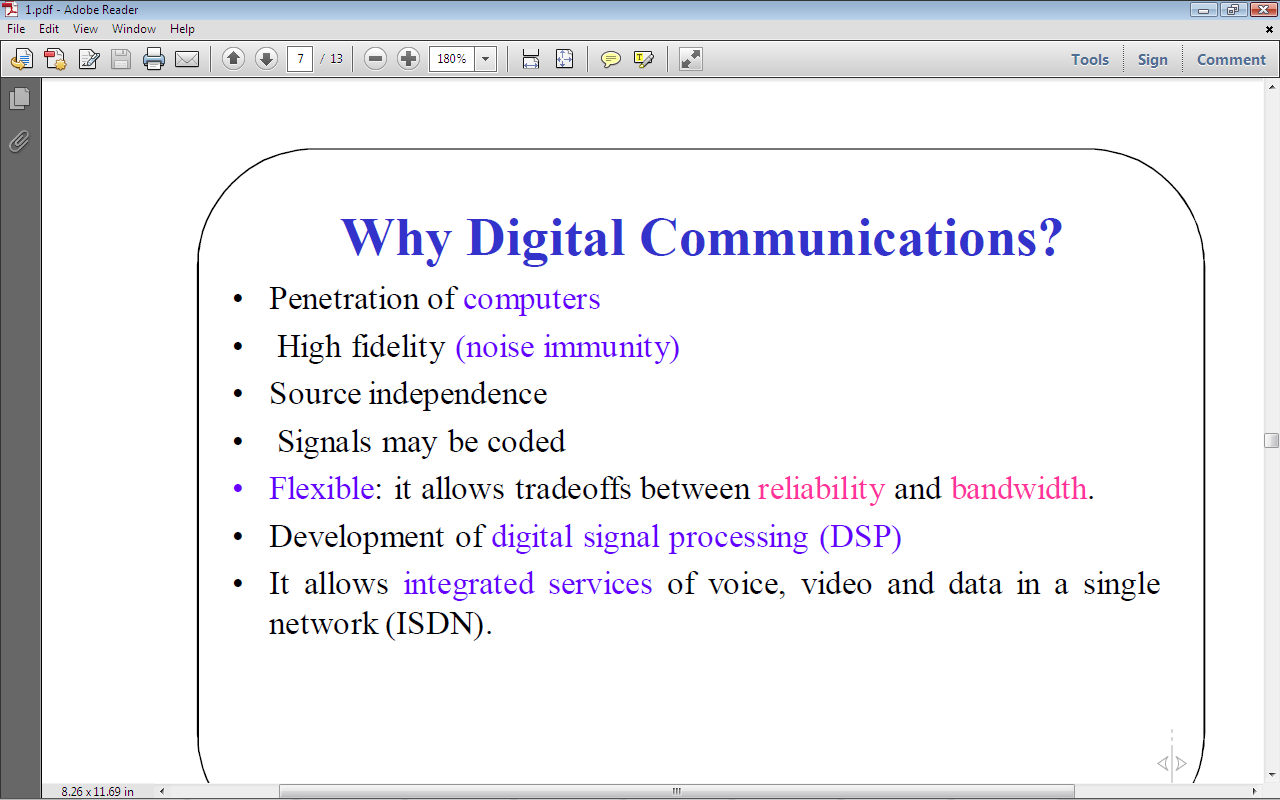 1.pdf - Adobe Reader
File Edit View Window Help
7 / 13 180% Tools Sign Comment
Why Digital Communications?
• Penetration of computers
• High fidelity (noise immunity)
• Source independence
• Signals may be coded
• Flexible: it allows tradeoffs between reliability and bandwidth.
• Development of digital signal processing (DSP)
• It allows integrated services of voice, video and data in a single
network (ISDN).
8.26 x 11.69 in